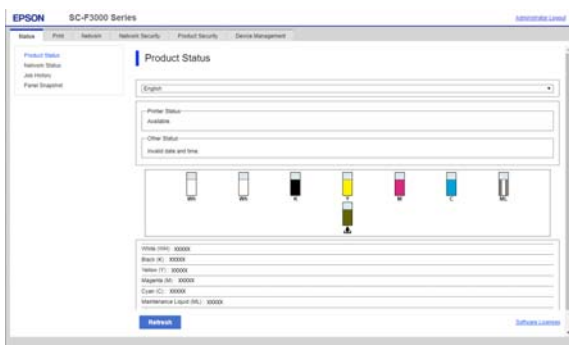 EPSON SC-F3000 Series
Administrator Logout
Status Print Network Network Security Product Security Device Management
Product Status
Network Status
Job History
Panel Snapshot
Product Status
English
Printer Status
Available.
Other Status
Invalid date and time.
Wh Wh K Y M C ML
White (Wh) : XXXXX
Black (K) : XXXXX
Yellow (Y) : XXXXX
Magenta (M) : XXXXX
Cyan (C) : XXXXX
Maintenance Liquid (ML) : XXXXX
Refresh
Software Licenses